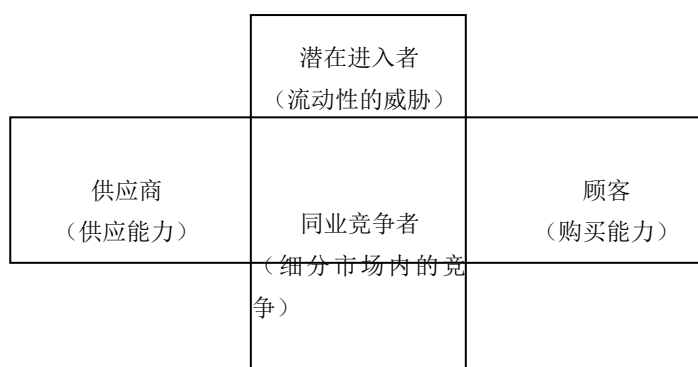 潜在进入者
（流动性的威胁）
供应商
（供应能力）
同业竞争者
（细分市场内的竞
争）
顾客
（购买能力）